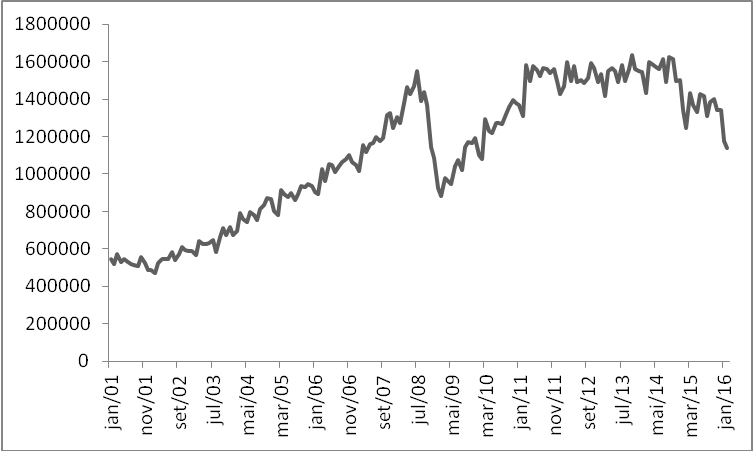 1800000
1600000
1400000
1200000
1000000
800000
600000
400000
200000
0
jan/01
nov/01
set/02
jul/03
mai/04
mar/05
jan/06
nov/06
set/07
jul/08
mai/09
mar/10
jan/11
nov/11
set/12
jul/13
mai/14
mar/15
jan/16